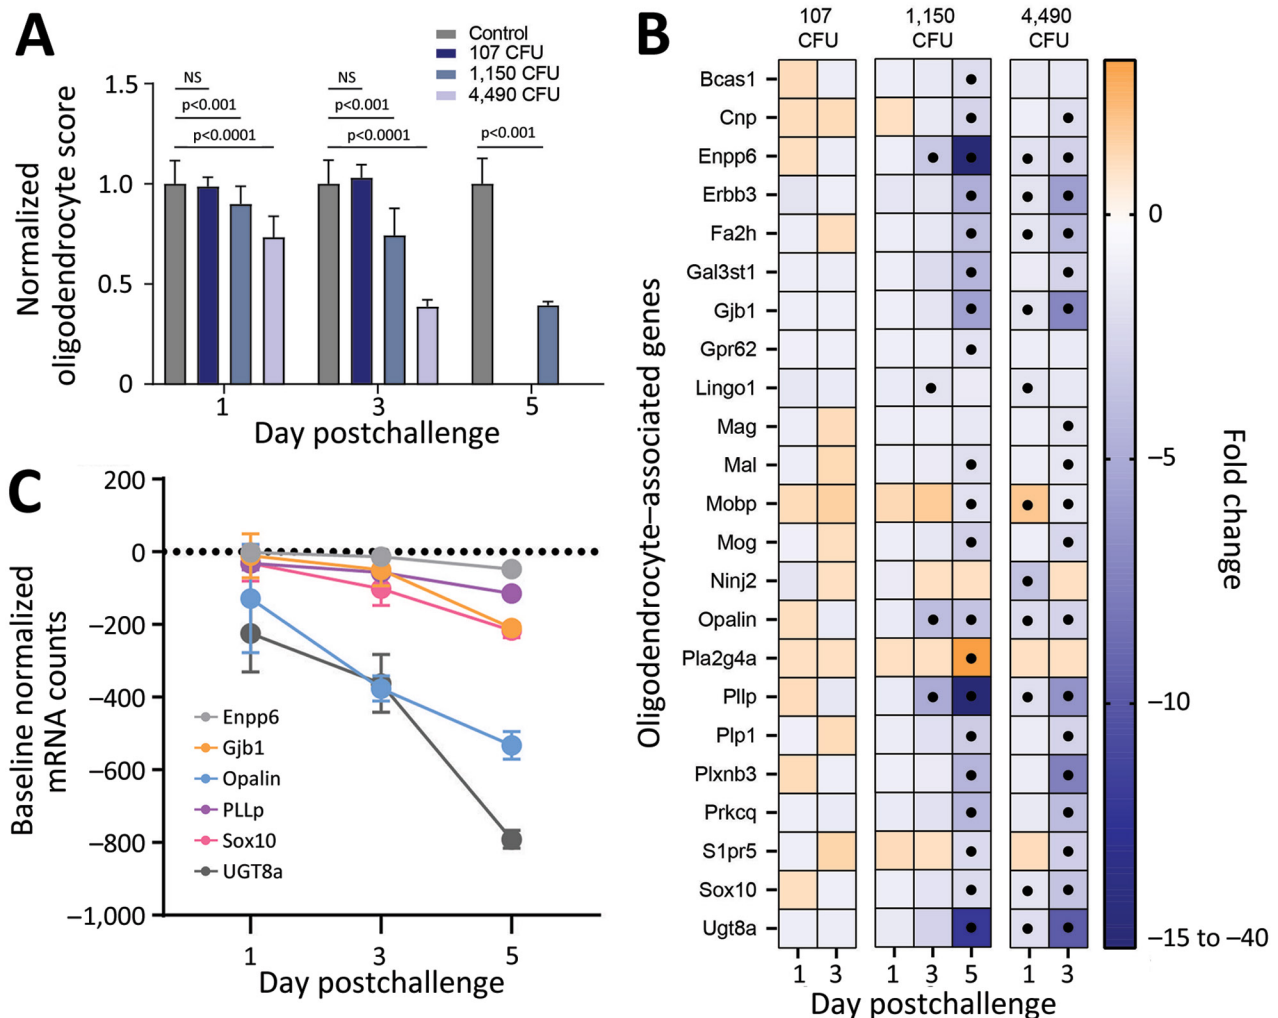 A
Control
107 CFU
1,150 CFU
4,490 CFU
NS
p<0.001
p<0.0001
NS
p<0.001
p<0.0001
p<0.001
1.5
1.0
0.5
0
Normalized
oligodendrocyte score
1
3
5
Day postchallenge
B
107
CFU
1,150
CFU
4,490
CFU
Oligodendrocyte–associated genes
Bcas1
Cnp
Enpp6
Erbb3
Fa2h
Gal3st1
Gjb1
Gpr62
Lingo1
Mag
Mal
Mobp
Mog
Ninj2
Opalin
Pla2g4a
Pllp
Plp1
Plxnb3
Prkcq
S1pr5
Sox10
Ugt8a
1
3
1
3
5
1
3
Day postchallenge
0
–5
–10
–15 to –40
Fold change
C
200
0
–200
–400
–600
–800
–1,000
Baseline normalized
mRNA counts
Enpp6
Gjb1
Opalin
PLLp
Sox10
UGT8a
1
3
5
Day postchallenge